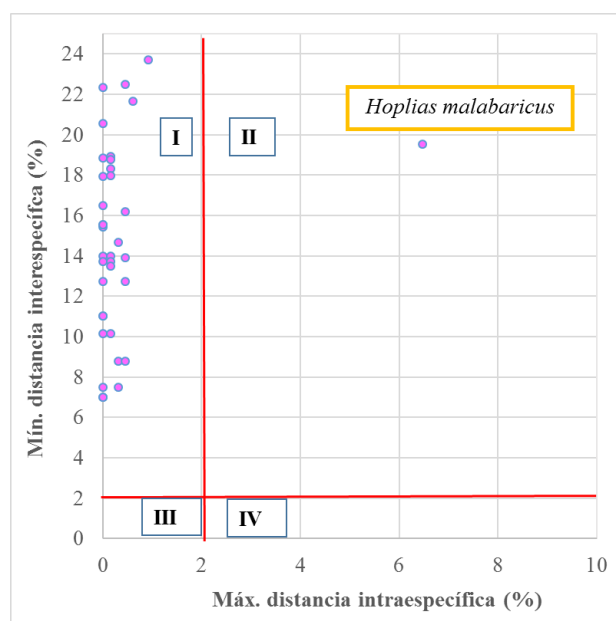 24
22
20
18
16
14
12
10
8
6
4
2
0
Mín. distancia interespecífca (%)
Hoplias malabaricus
I
II
III
IV
0 2 4 6 8 10
Máx. distancia intraespecífica (%)